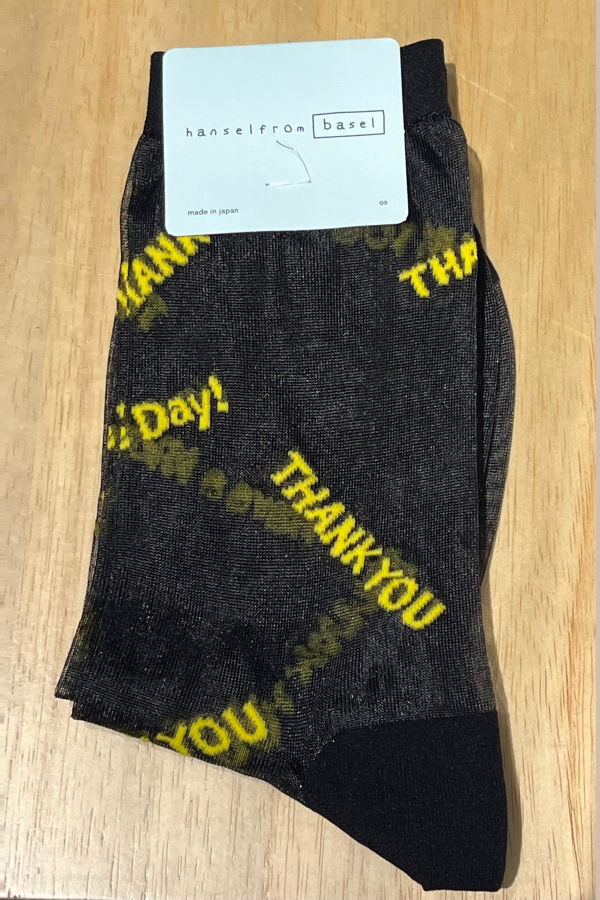 hanselfrom basel
made in japan
os
THANK
THA
Day!
THANK YOU
YOU